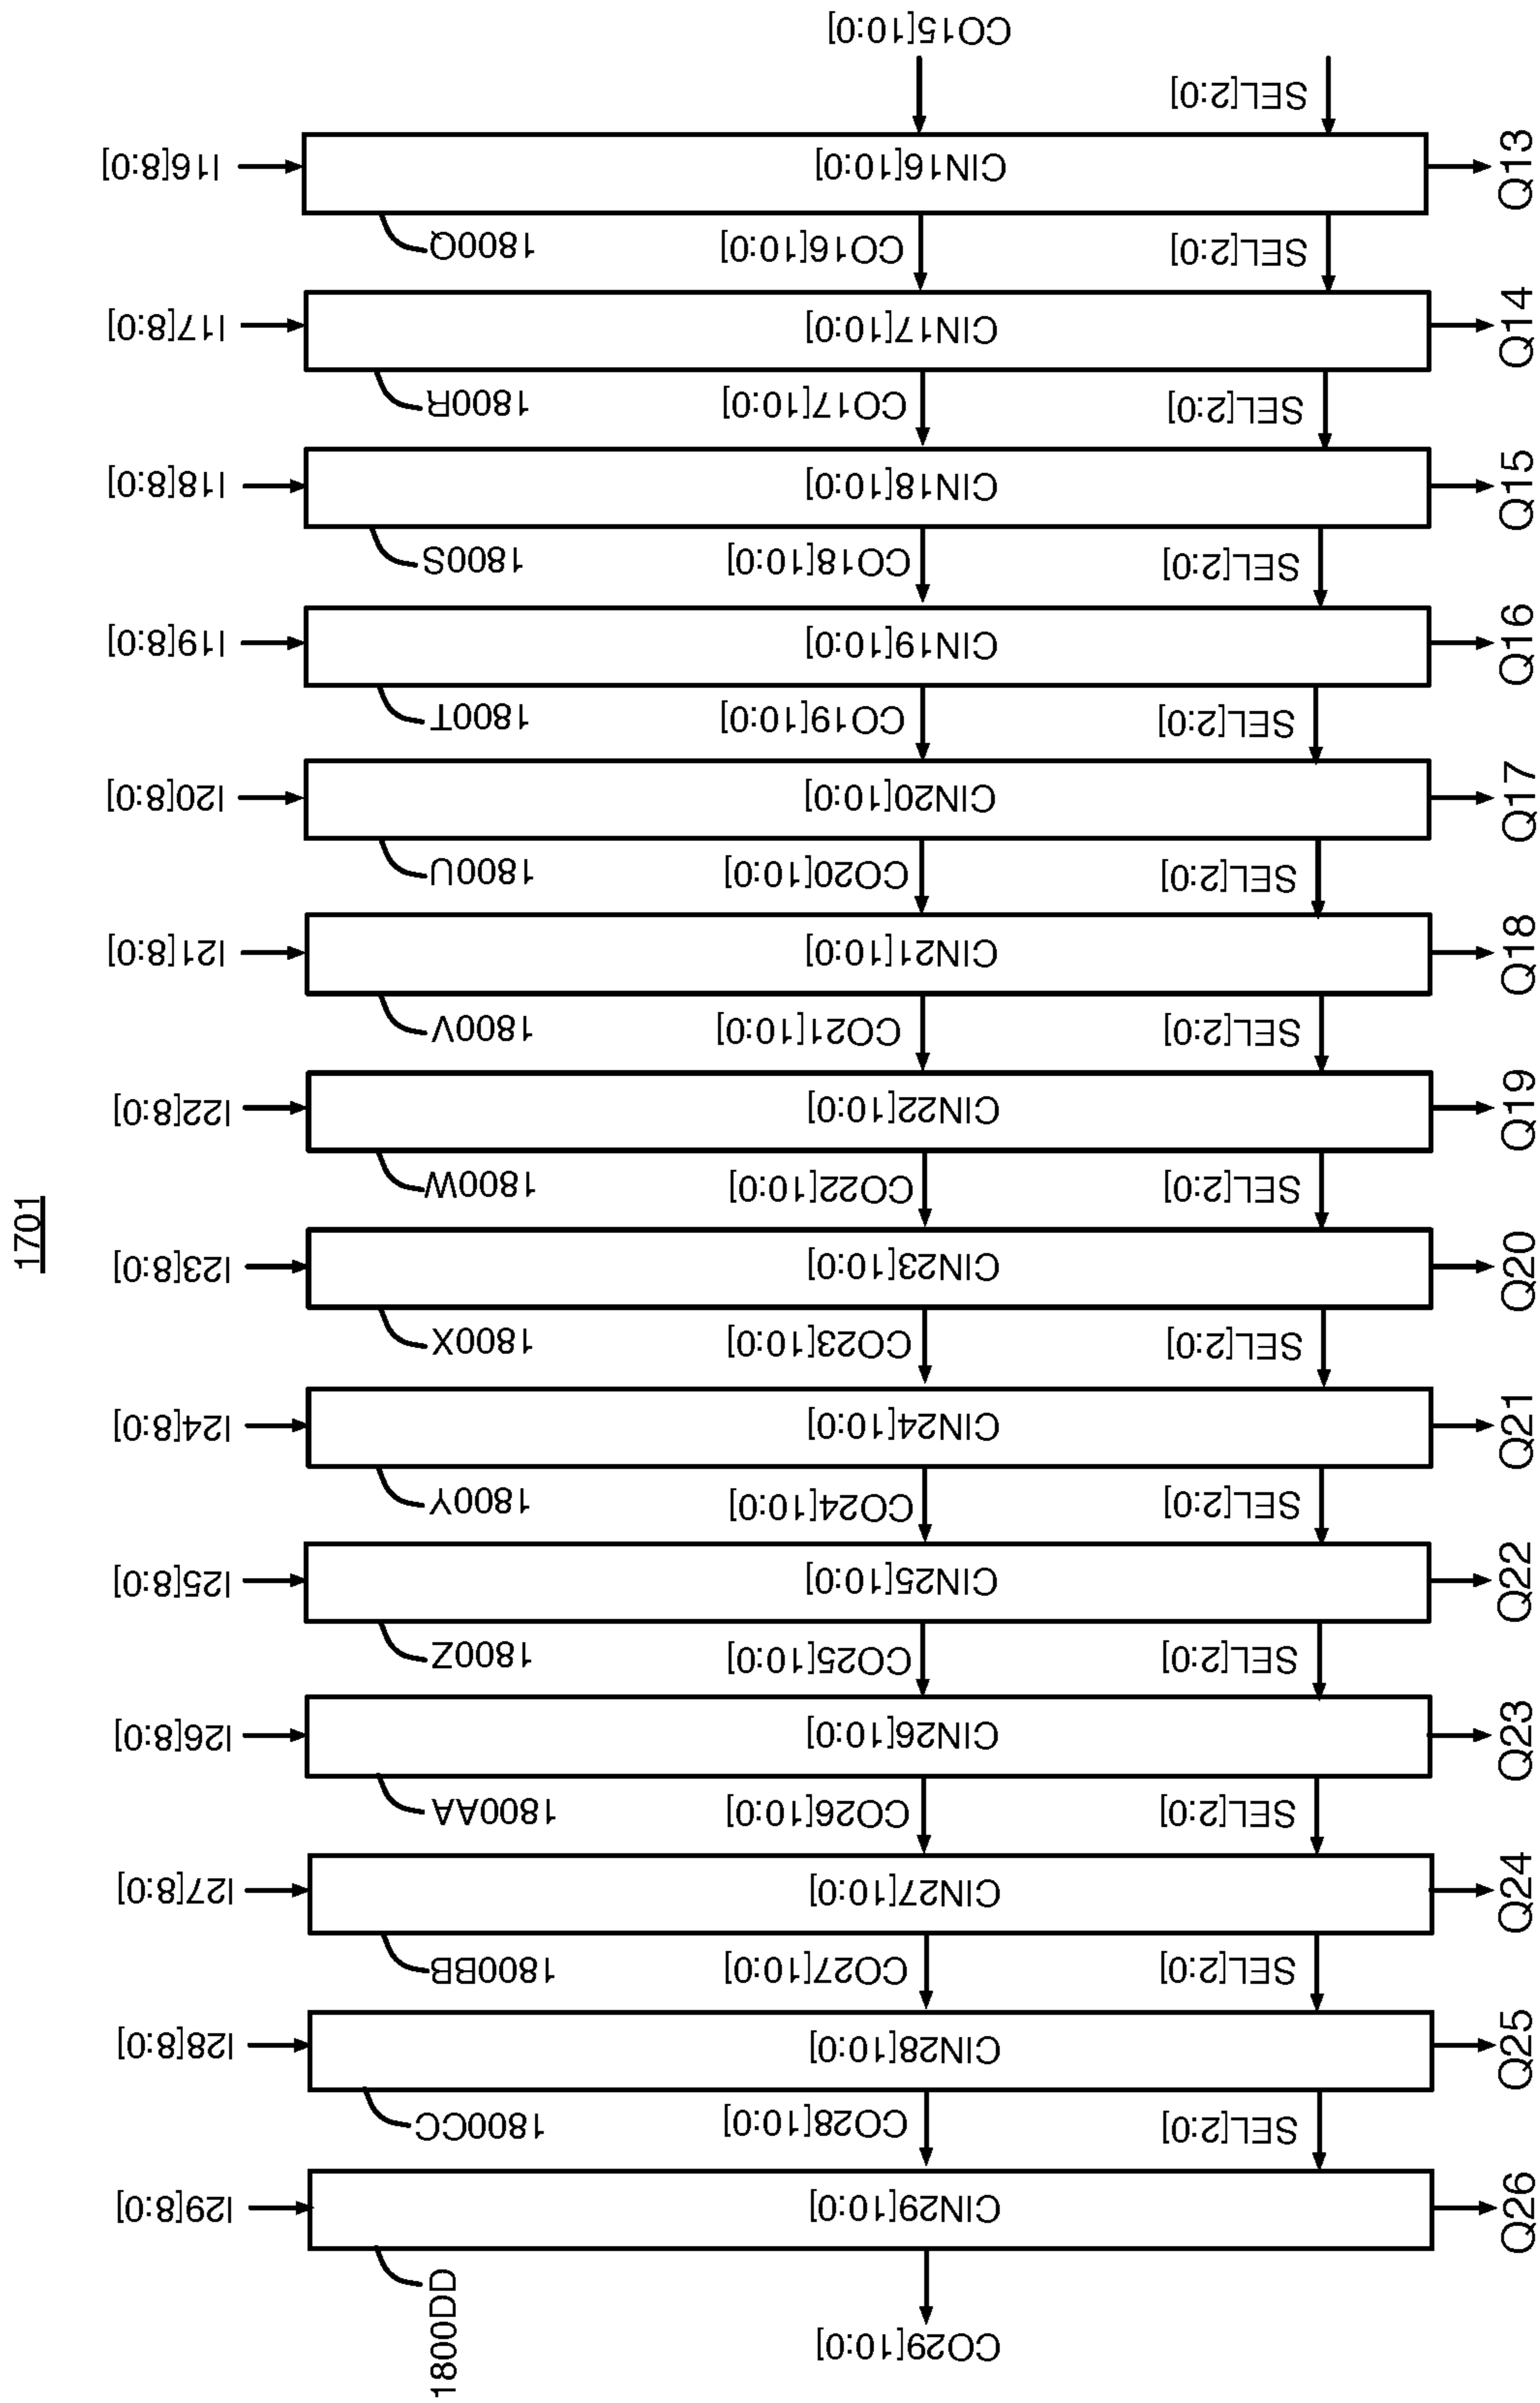 1701
CO15[10:0]
SEL[2:0]
I16[8:0]
CIN16[10:0]
Q13
1800Q
CO16[10:0]
SEL[2:0]
I17[8:0]
CIN17[10:0]
Q14
1800R
CO17[10:0]
SEL[2:0]
I18[8:0]
CIN18[10:0]
Q15
1800S
CO18[10:0]
SEL[2:0]
I19[8:0]
CIN19[10:0]
Q16
1800T
CO19[10:0]
SEL[2:0]
I20[8:0]
CIN20[10:0]
Q17
1800U
CO20[10:0]
SEL[2:0]
I21[8:0]
CIN21[10:0]
Q18
1800V
CO21[10:0]
SEL[2:0]
I22[8:0]
CIN22[10:0]
Q19
1800W
CO22[10:0]
SEL[2:0]
I23[8:0]
CIN23[10:0]
Q20
1800X
CO23[10:0]
SEL[2:0]
I24[8:0]
CIN24[10:0]
Q21
1800Y
CO24[10:0]
SEL[2:0]
I25[8:0]
CIN25[10:0]
Q22
1800Z
CO25[10:0]
SEL[2:0]
I26[8:0]
CIN26[10:0]
Q23
1800AA
CO26[10:0]
SEL[2:0]
I27[8:0]
CIN27[10:0]
Q24
1800BB
CO27[10:0]
SEL[2:0]
I28[8:0]
CIN28[10:0]
Q25
1800CC
CO28[10:0]
SEL[2:0]
I29[8:0]
CIN29[10:0]
Q26
1800DD
CO29[10:0]